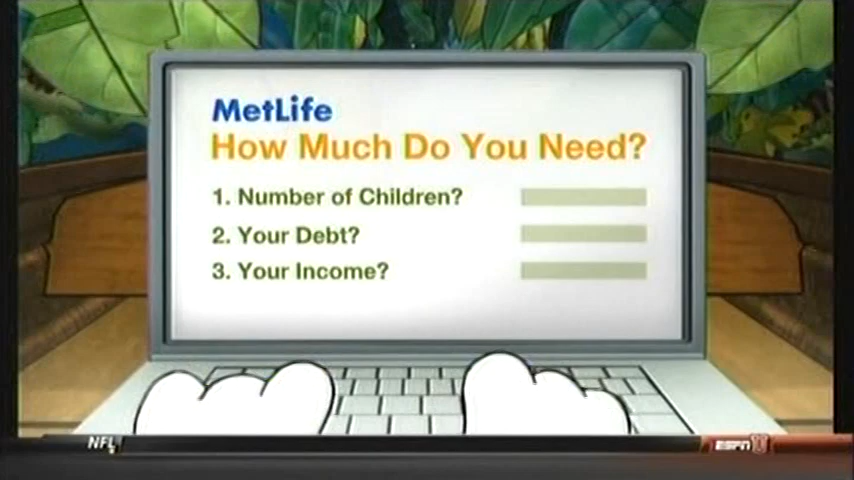 MetLife
How Much Do You Need?
1. Number of Children?
2. Your Debt?
3. Your Income?
NFL
ESPN